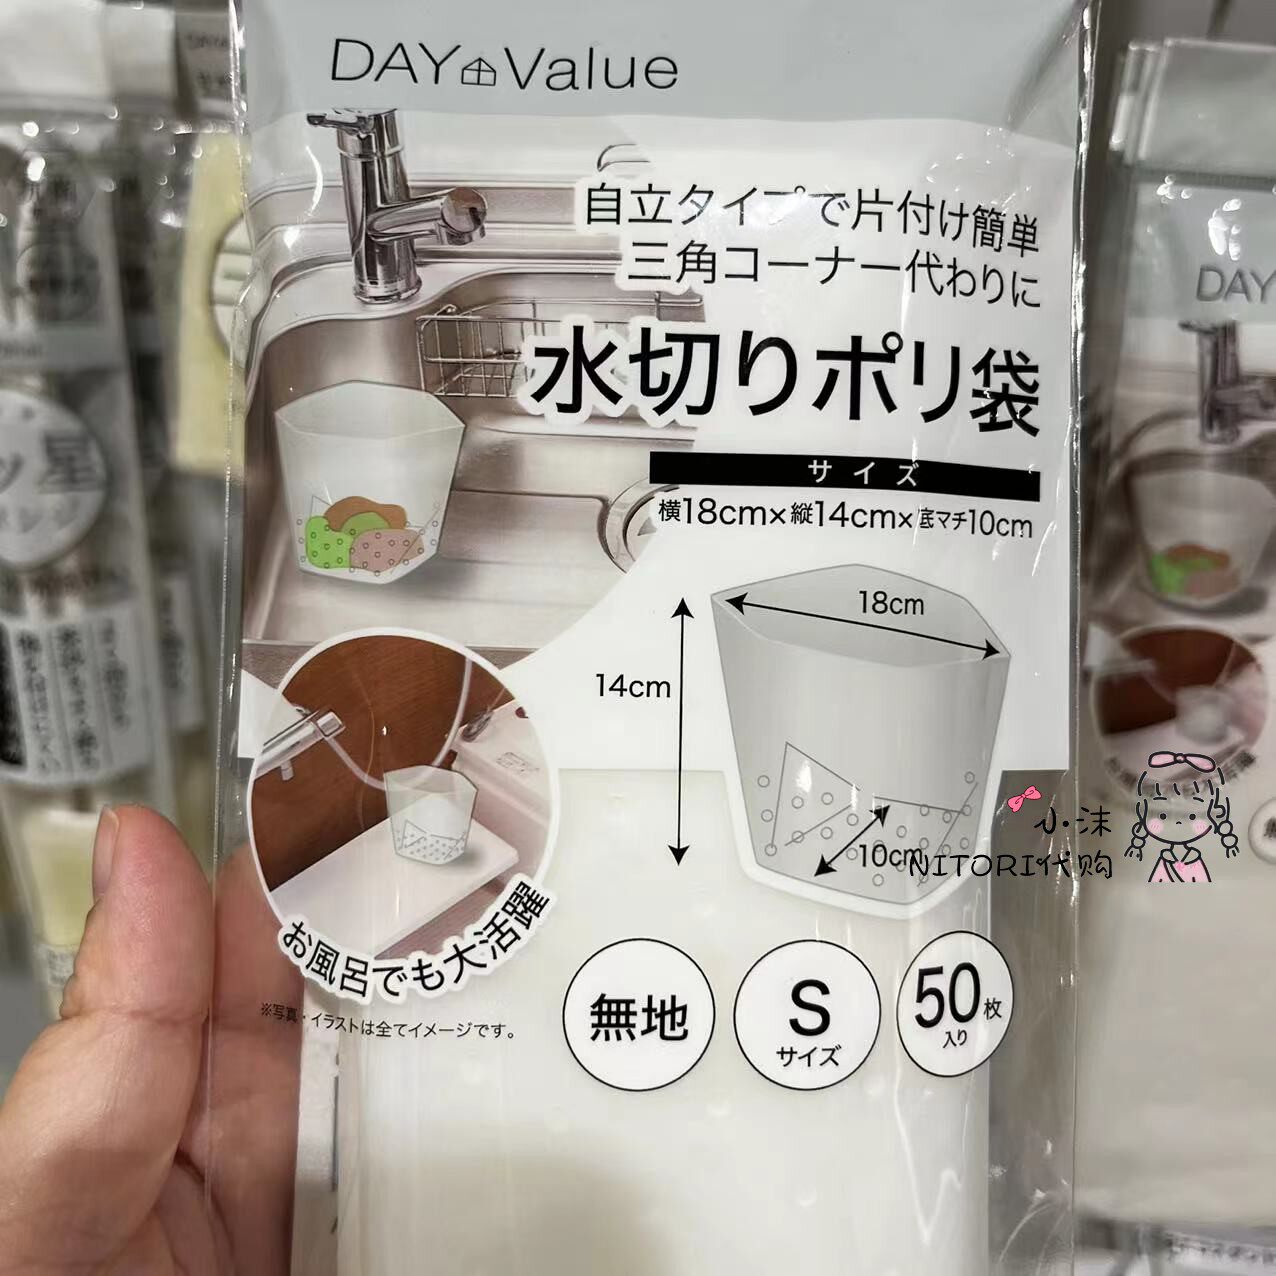 DAY Value
自立タイプで片付け簡単
三角コーナー代わりに
水切りポリ袋
サイズ
横18cm×縦14cm×底マチ10cm
18cm
14cm
10cm
お風呂でも大活躍
※写真・イラストは全てイメージです。
無地
S
サイズ
50枚
入り
小沫
NITORI代购
DAY